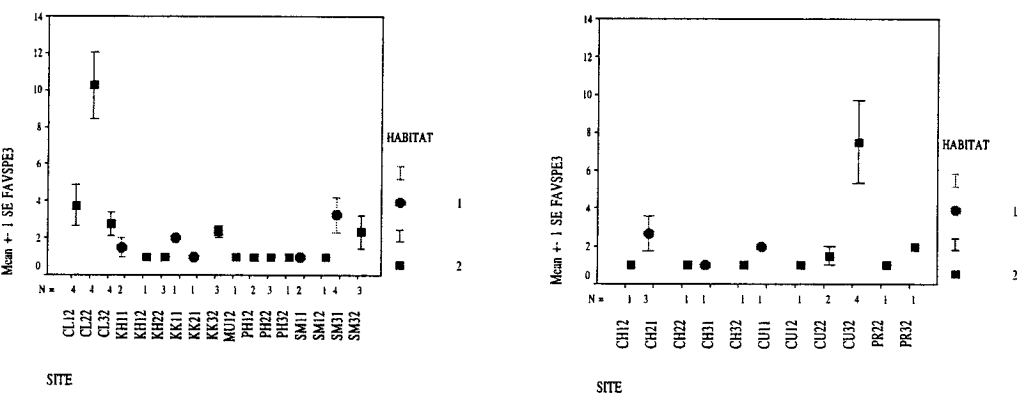 14
12
10
8
6
4
2
0
Mean +- 1 SE FAVSPE3
N = 4 4 4 2 1 3 1 1 3 1 2 3 1 2 1 4 3
CL12 CL22 CL32 KH11 KH12 KH22 KK11 KK21 KK32 MU12 PH12 PH22 PH32 SM11 SM12 SM31 SM32
SITE
HABITAT
1
2
14
12
10
8
6
4
2
0
Mean +- 1 SE FAVSPE3
N = 1 3 1 1 1 1 1 2 4 1 1
CH12 CH21 CH22 CH31 CH32 CU11 CU12 CU22 CU32 PR22 PR32
SITE
HABITAT
1
2